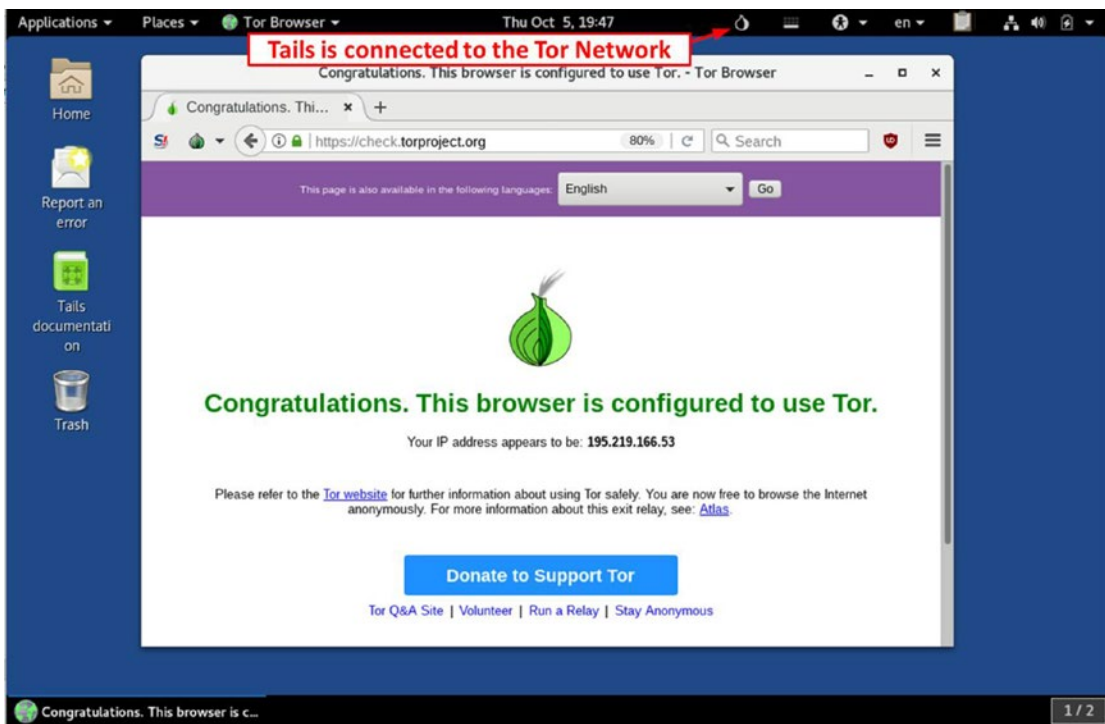 Applications Places Tor Browser Thu Oct 5, 19:47 en
Tails is connected to the Tor Network
Congratulations. This browser is configured to use Tor. - Tor Browser
Home
Congratulations. Thi...
https://check.torproject.org 80% Search
Report an
error
This page is also available in the following languages: English Go
Tails
documentati
on
Trash
Congratulations. This browser is configured to use Tor.
Your IP address appears to be: 195.219.166.53
Please refer to the Tor website for further information about using Tor safely. You are now free to browse the Internet
anonymously. For more information about this exit relay, see: Atlas.
Donate to Support Tor
Tor Q&A Site | Volunteer | Run a Relay | Stay Anonymous
Congratulations. This browser is c... 1 / 2